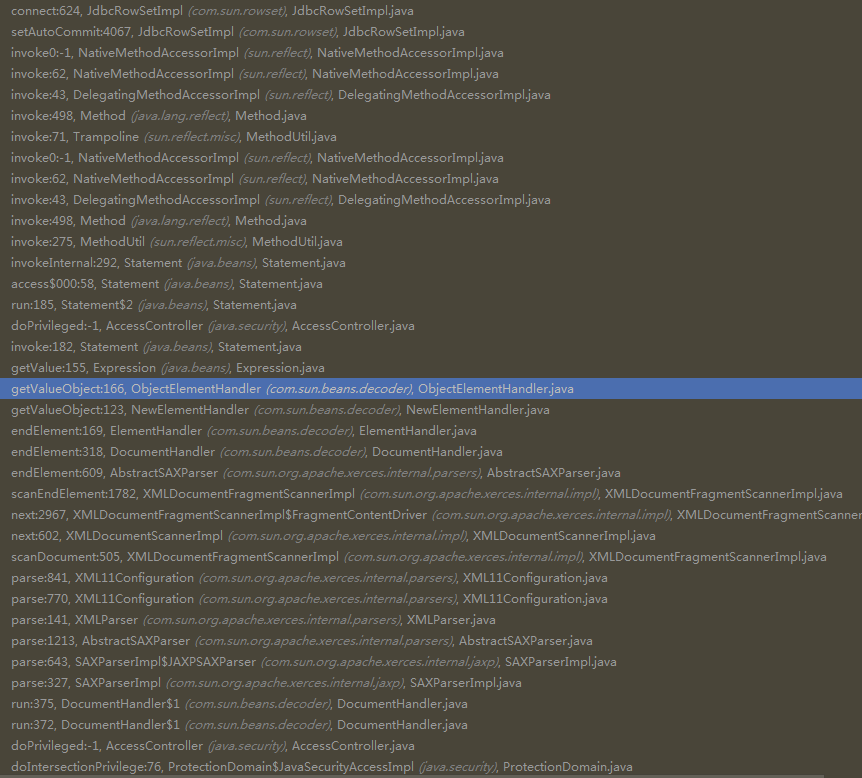 connect:624, JdbcRowSetImpl (com.sun.rowset), JdbcRowSetImpl.java
setAutoCommit:4067, JdbcRowSetImpl (com.sun.rowset), JdbcRowSetImpl.java
invoke0:-1, NativeMethodAccessorImpl (sun.reflect), NativeMethodAccessorImpl.java
invoke:62, NativeMethodAccessorImpl (sun.reflect), NativeMethodAccessorImpl.java
invoke:43, DelegatingMethodAccessorImpl (sun.reflect), DelegatingMethodAccessorImpl.java
invoke:498, Method (java.lang.reflect), Method.java
invoke:71, Trampoline (sun.reflect.misc), MethodUtil.java
invoke0:-1, NativeMethodAccessorImpl (sun.reflect), NativeMethodAccessorImpl.java
invoke:62, NativeMethodAccessorImpl (sun.reflect), NativeMethodAccessorImpl.java
invoke:43, DelegatingMethodAccessorImpl (sun.reflect), DelegatingMethodAccessorImpl.java
invoke:498, Method (java.lang.reflect), Method.java
invoke:275, MethodUtil (sun.reflect.misc), MethodUtil.java
invokeInternal:292, Statement (java.beans), Statement.java
access$000:58, Statement (java.beans), Statement.java
run:185, Statement$2 (java.beans), Statement.java
doPrivileged:-1, AccessController (java.security), AccessController.java
invoke:182, Statement (java.beans), Statement.java
getValue:155, Expression (java.beans), Expression.java
getValueObject:166, ObjectElementHandler (com.sun.beans.decoder), ObjectElementHandler.java
getValueObject:123, NewElementHandler (com.sun.beans.decoder), NewElementHandler.java
endElement:169, ElementHandler (com.sun.beans.decoder), ElementHandler.java
endElement:318, DocumentHandler (com.sun.beans.decoder), DocumentHandler.java
endElement:609, AbstractSAXParser (com.sun.org.apache.xerces.internal.parsers), AbstractSAXParser.java
scanEndElement:1782, XMLDocumentFragmentScannerImpl (com.sun.org.apache.xerces.internal.impl), XMLDocumentFragmentScannerImpl.java
next:2967, XMLDocumentFragmentScannerImpl$FragmentContentDriver (com.sun.org.apache.xerces.internal.impl), XMLDocumentFragmentScanner
next:602, XMLDocumentScannerImpl (com.sun.org.apache.xerces.internal.impl), XMLDocumentScannerImpl.java
scanDocument:505, XMLDocumentFragmentScannerImpl (com.sun.org.apache.xerces.internal.impl), XMLDocumentFragmentScannerImpl.java
parse:841, XML11Configuration (com.sun.org.apache.xerces.internal.parsers), XML11Configuration.java
parse:770, XML11Configuration (com.sun.org.apache.xerces.internal.parsers), XML11Configuration.java
parse:141, XMLParser (com.sun.org.apache.xerces.internal.parsers), XMLParser.java
parse:1213, AbstractSAXParser (com.sun.org.apache.xerces.internal.parsers), AbstractSAXParser.java
parse:643, SAXParserImpl$JAXPSAXParser (com.sun.org.apache.xerces.internal.jaxp), SAXParserImpl.java
parse:327, SAXParserImpl (com.sun.org.apache.xerces.internal.jaxp), SAXParserImpl.java
run:375, DocumentHandler$1 (com.sun.beans.decoder), DocumentHandler.java
run:372, DocumentHandler$1 (com.sun.beans.decoder), DocumentHandler.java
doPrivileged:-1, AccessController (java.security), AccessController.java
doIntersectionPrivilege:76, ProtectionDomain$JavaSecurityAccessImpl (java.security), ProtectionDomain.java